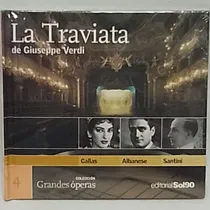 La Traviata
de Giuseppe Verdi
Callas Albanese Santini
4
COLECCIÓN
Grandes óperas
editorial Sol90